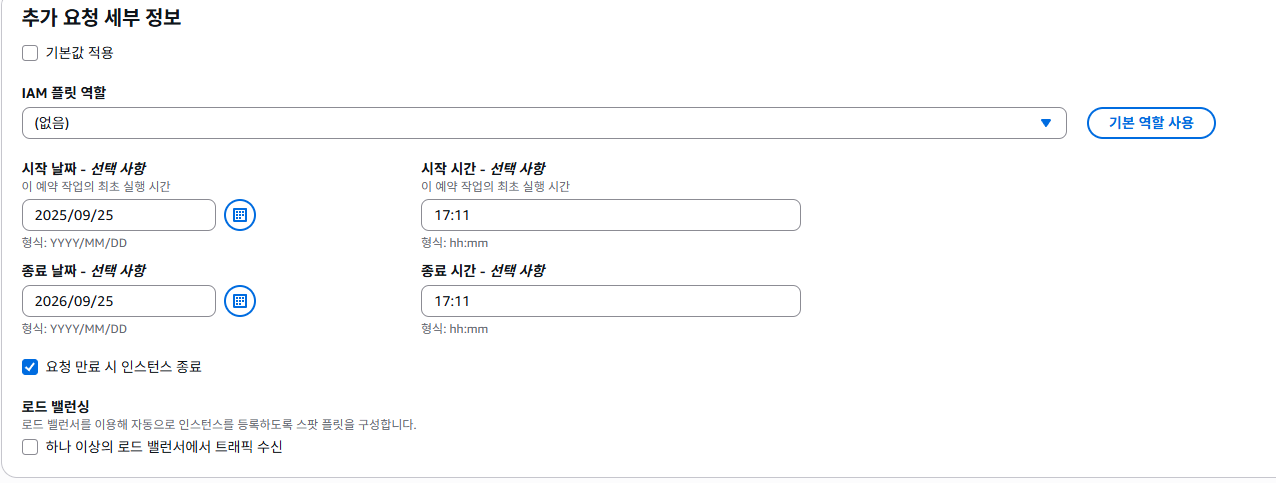 추가 요청 세부 정보
기본값 적용
IAM 플릿 역할
(없음)
기본 역할 사용
시작 날짜 - 선택 사항
이 예약 작업의 최초 실행 시간
2025/09/25
형식: YYYY/MM/DD
시작 시간 - 선택 사항
이 예약 작업의 최초 실행 시간
17:11
형식: hh:mm
종료 날짜 - 선택 사항
2026/09/25
형식: YYYY/MM/DD
종료 시간 - 선택 사항
17:11
형식: hh:mm
요청 만료 시 인스턴스 종료
로드 밸런싱
로드 밸런서를 이용해 자동으로 인스턴스를 등록하도록 스팟 플릿을 구성합니다.
하나 이상의 로드 밸런서에서 트래픽 수신